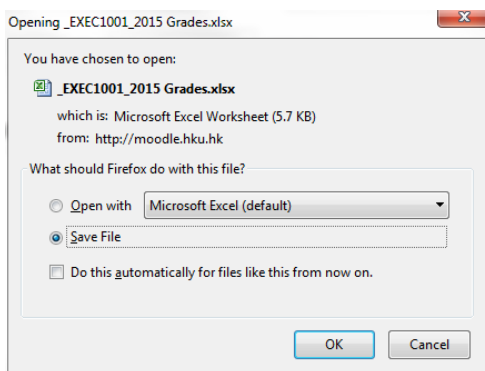 Opening _EXEC1001_2015 Grades.xlsx
You have chosen to open:
_EXEC1001_2015 Grades.xlsx
which is: Microsoft Excel Worksheet (5.7 KB)
from: http://moodle.hku.hk
What should Firefox do with this file?
Open with Microsoft Excel (default)
Save File
Do this automatically for files like this from now on.
OK Cancel